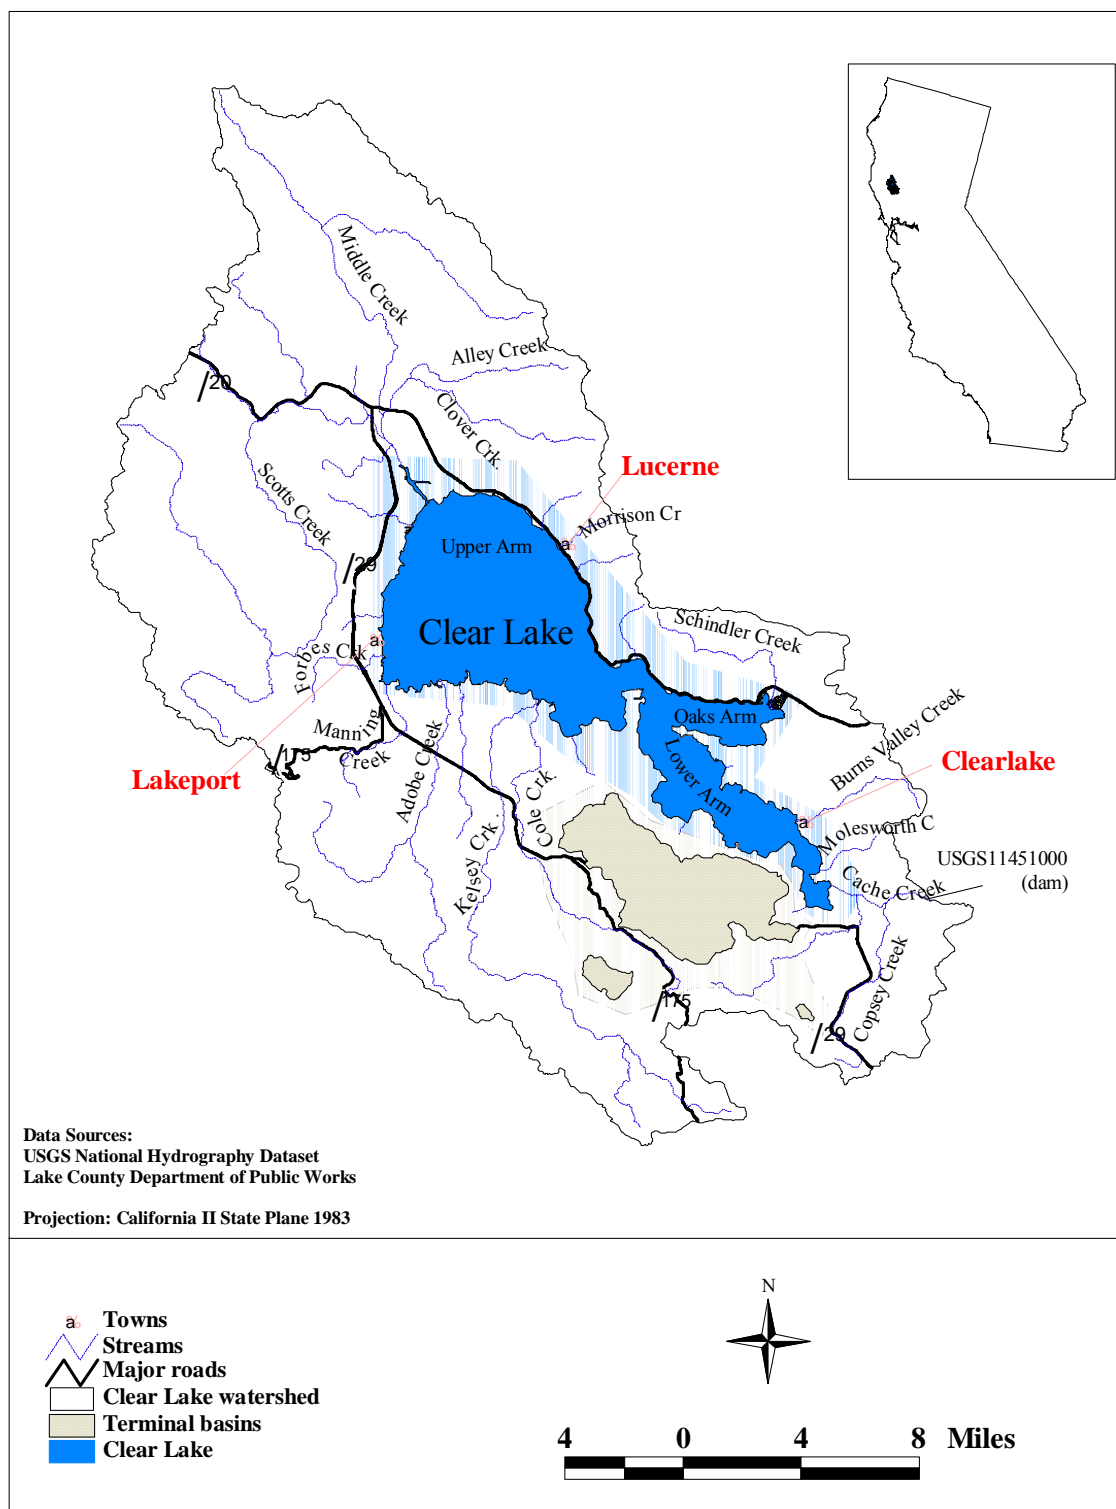 Middle Creek
Alley Creek
20
Clover Crk.
Lucerne
Scotts Creek
Morrison Cr
Upper Arm
29
Clear Lake
Schindler Creek
Forbes Crk
Manning
Creek
175
Lakeport
Adobe Creek
Oaks Arm
Lower Arm
Burns Valley Creek
Clearlake
Cole Crk.
Kelsey Crk.
Molesworth C
USGS11451000
(dam)
Cache Creek
Copsey Creek
175
29
Data Sources:
USGS National Hydrography Dataset
Lake County Department of Public Works
Projection: California II State Plane 1983
Towns
Streams
Major roads
Clear Lake watershed
Terminal basins
Clear Lake
N
4 0 4 8 Miles